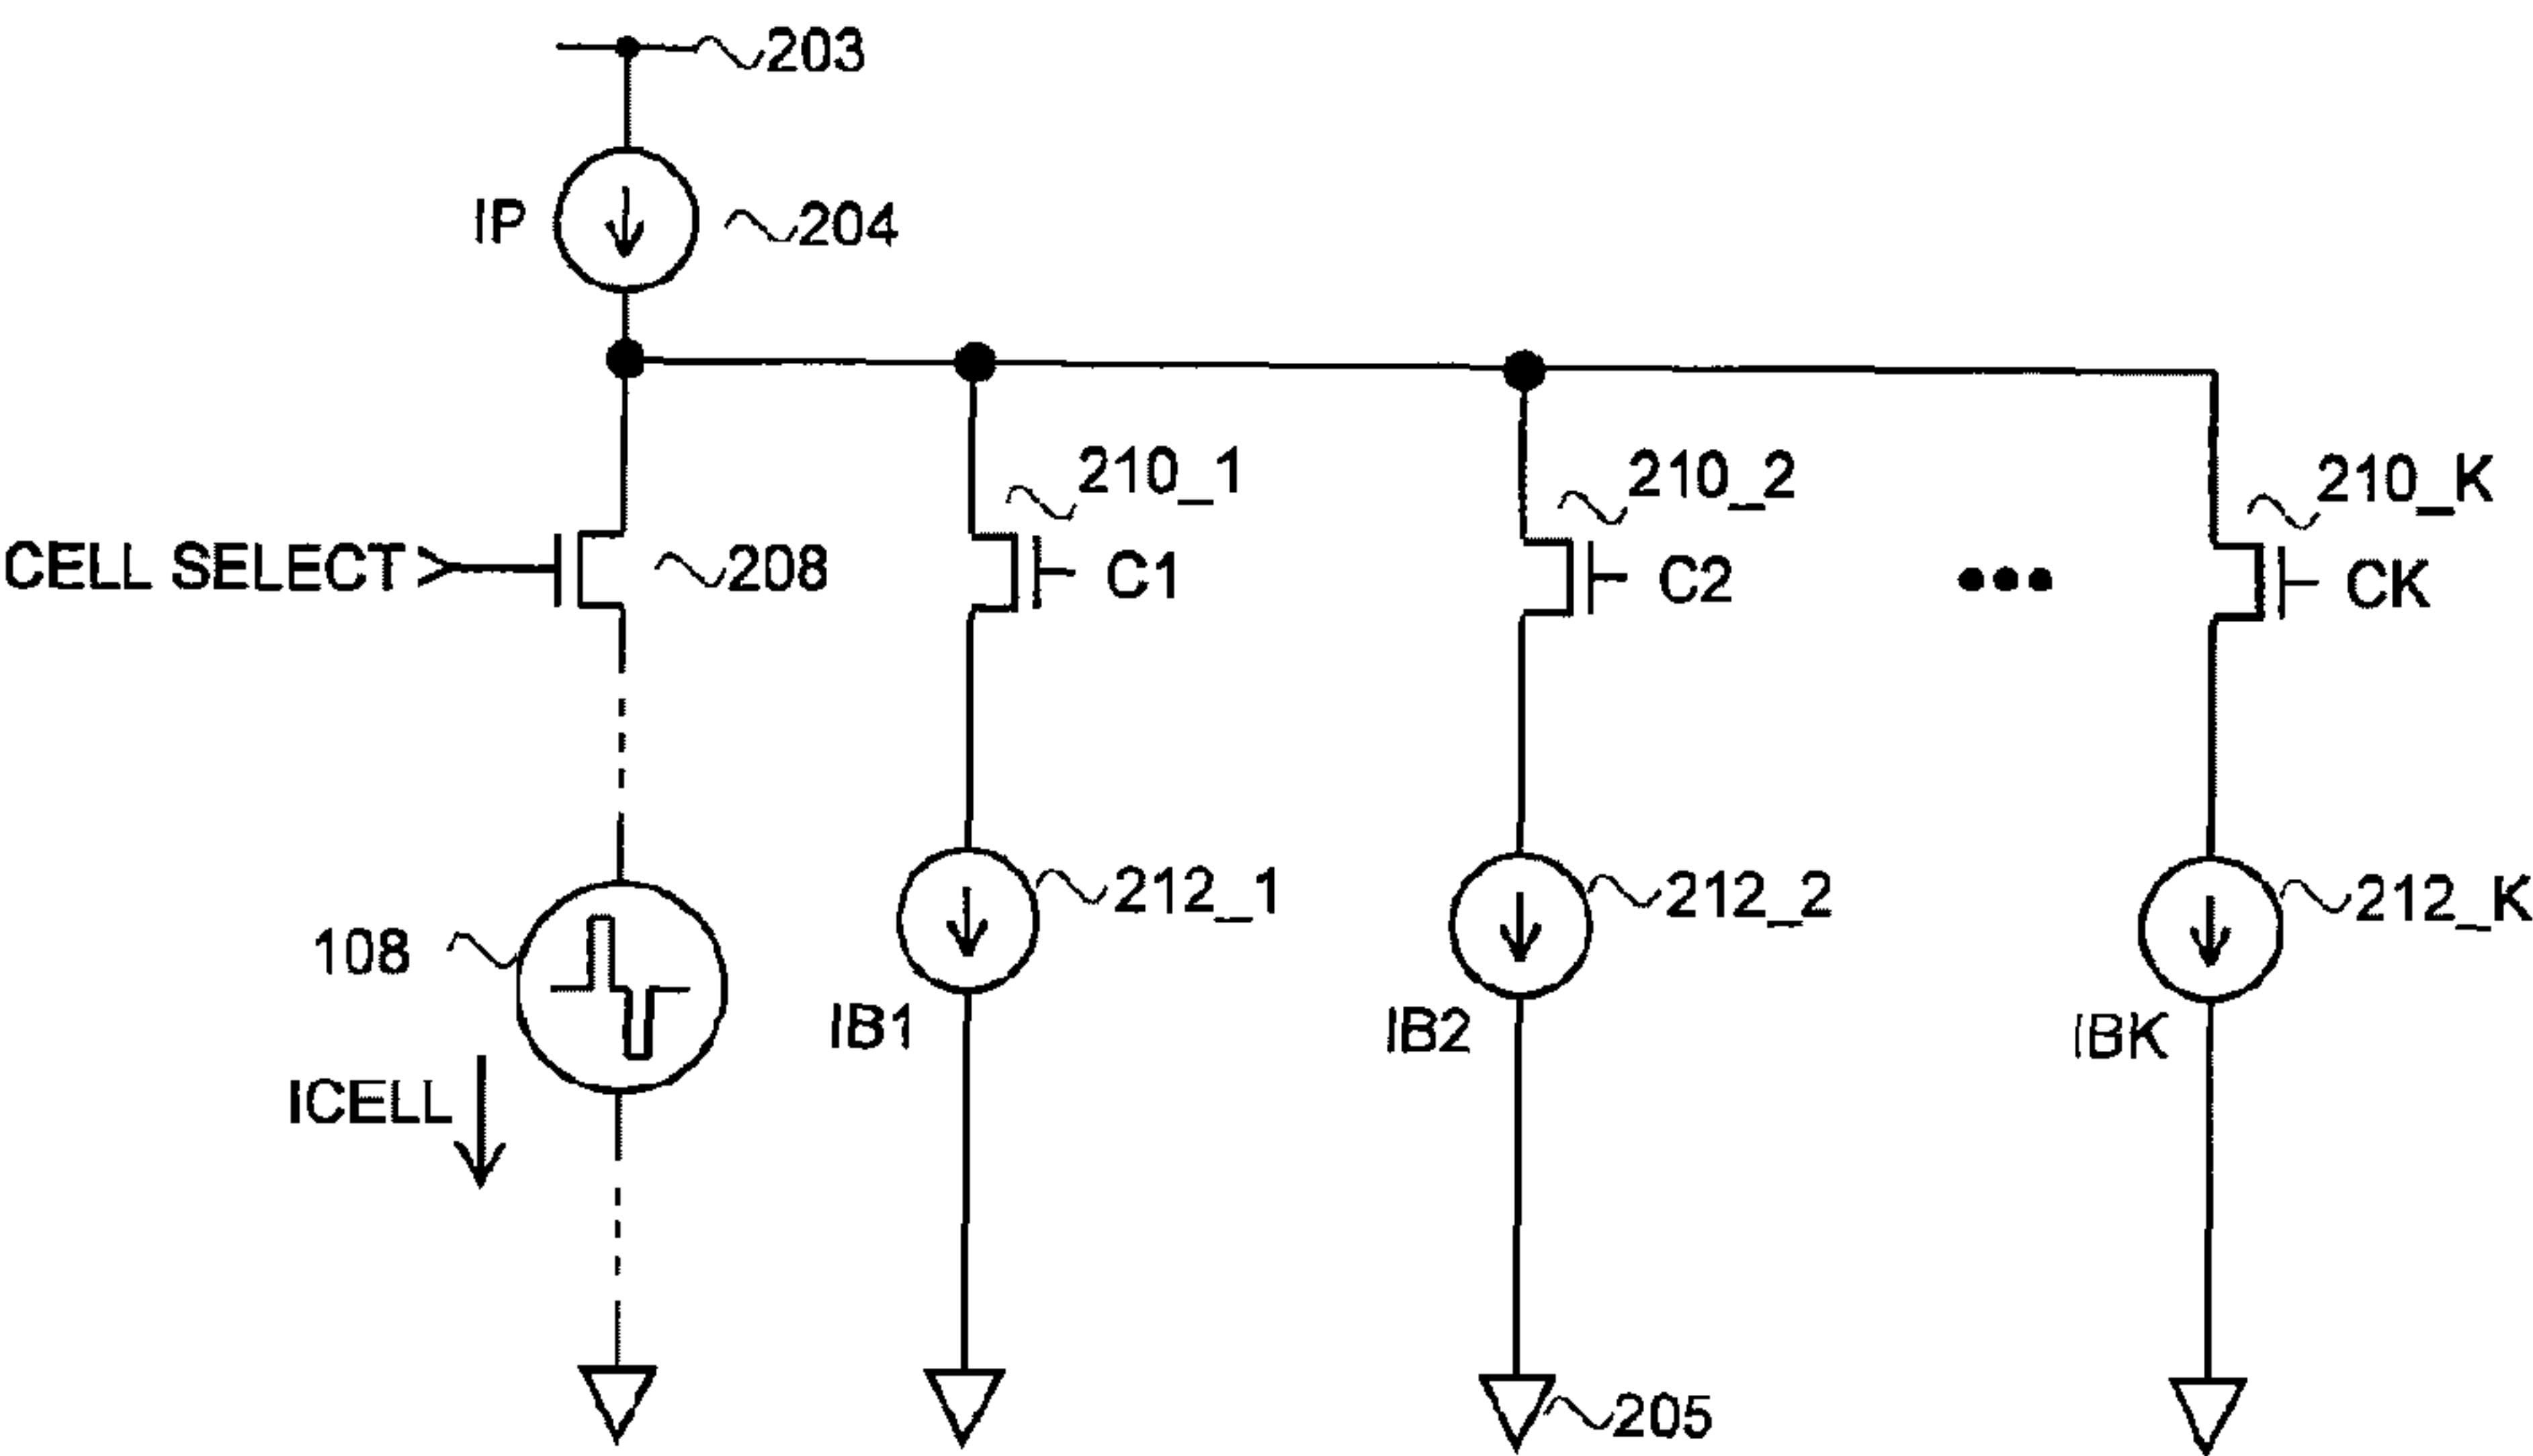 203
IP
204
210_1
210_2
210_K
CELL SELECT
208
C1
C2
CK
108
212_1
212_2
212_K
IB1
IB2
IBK
ICELL
205